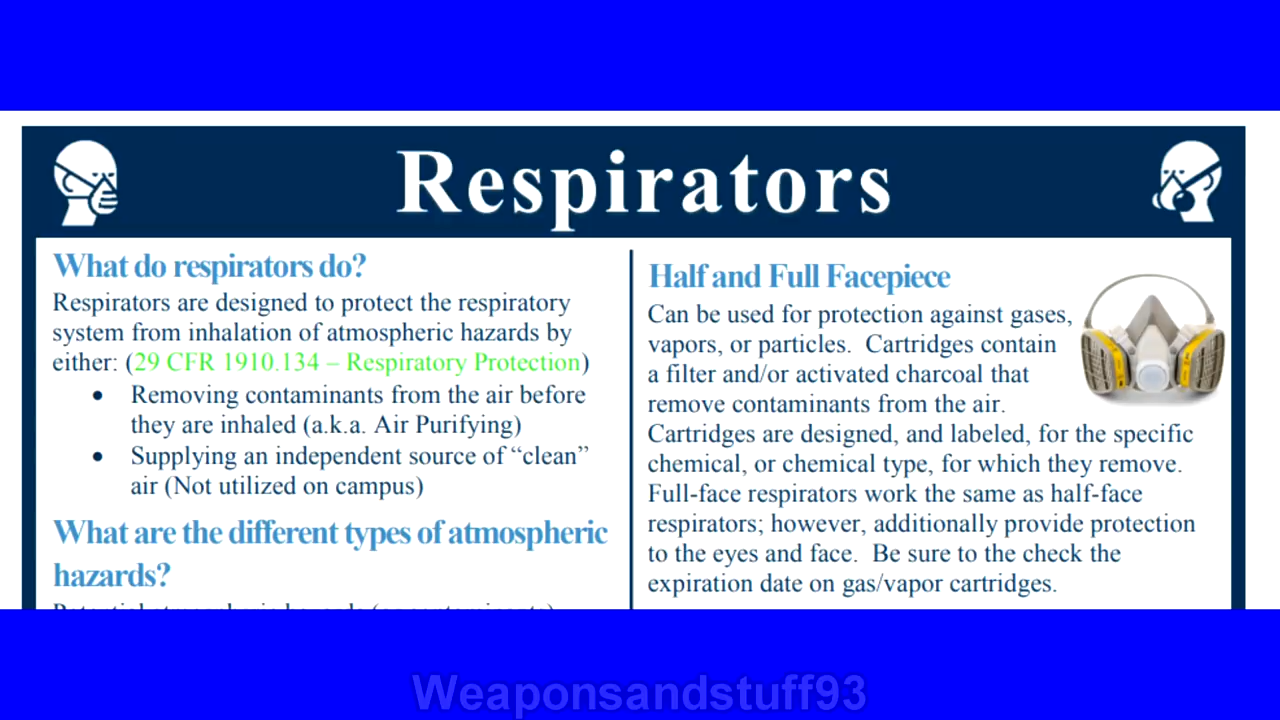 Respirators
What do respirators do?
Respirators are designed to protect the respiratory
system from inhalation of atmospheric hazards by
either: (29 CFR 1910.134 – Respiratory Protection)
• Removing contaminants from the air before
they are inhaled (a.k.a. Air Purifying)
• Supplying an independent source of “clean”
air (Not utilized on campus)
What are the different types of atmospheric
hazards?
Half and Full Facepiece
Can be used for protection against gases,
vapors, or particles. Cartridges contain
a filter and/or activated charcoal that
remove contaminants from the air.
Cartridges are designed, and labeled, for the specific
chemical, or chemical type, for which they remove.
Full-face respirators work the same as half-face
respirators; however, additionally provide protection
to the eyes and face. Be sure to the check the
expiration date on gas/vapor cartridges.
Weaponsandstuff93